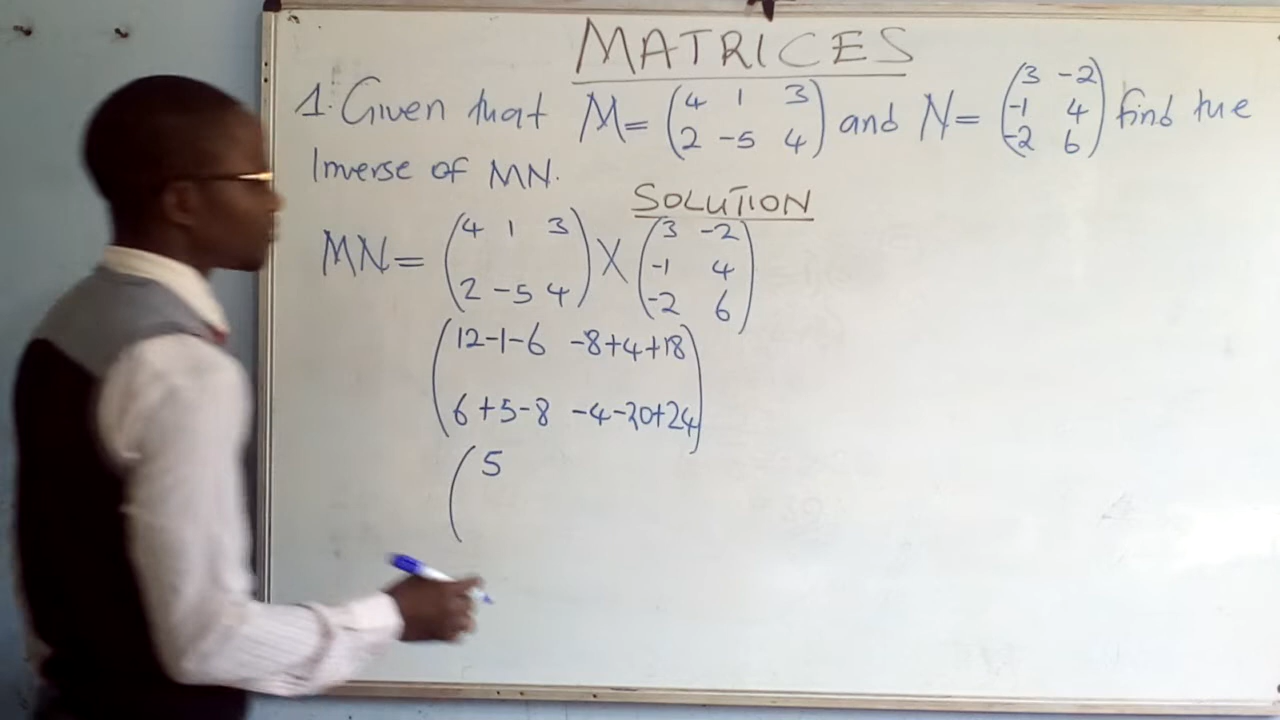 MATRICES
1. Given that M= (4 1 3 and N= (3 -2 find the
2 -5 4) -1 4
-2 6)
Inverse of MN.
SOLUTION
MN= (4 1 3 X (3 -2
-1 4
2 -5 4) -2 6)
(12-1-6 -8+4+18
6+5-8 -4-20+24)
(5